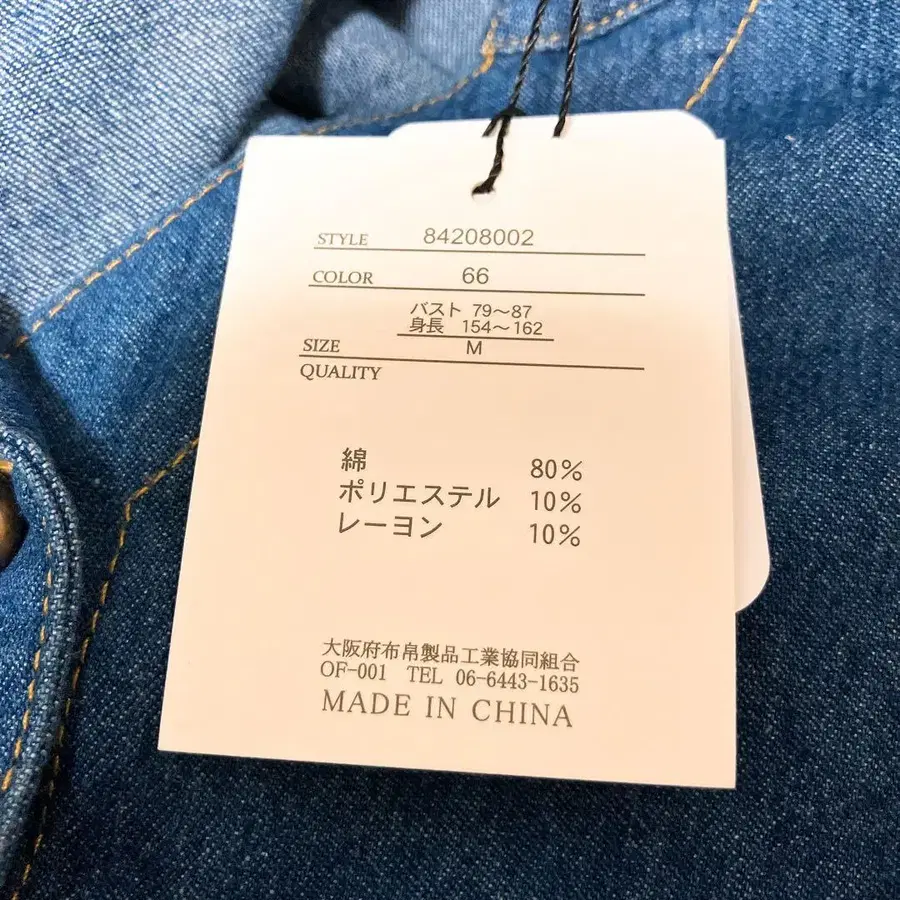 STYLE 84208002
COLOR 66
バスト 79～87
身長 154～162
SIZE M
QUALITY
綿 80%
ポリエステル 10%
レーヨン 10%
大阪府布帛製品工業協同組合
OF-001 TEL 06-6443-1635
MADE IN CHINA